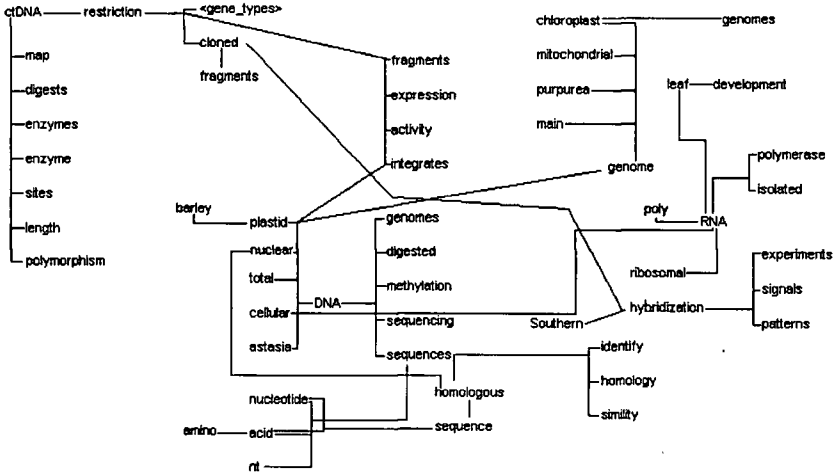 ctDNA restriction <gene_types>
cloned
fragments
map
digests
enzymes
enzyme
sites
length
polymorphism
fragments
expression
activity
integrates
chloroplast genomes
mitochondrial
purpurea
main
genome
leaf development
polymerase
isolated
poly RNA
ribosomal
barley plastid
nuclear
total
cellular
astasia
DNA
genomes
digested
methylation
sequencing
sequences
Southern hybridization
experiments
signals
patterns
identify
homology
simility
homologous
sequence
nucleotide
amino acid
nt